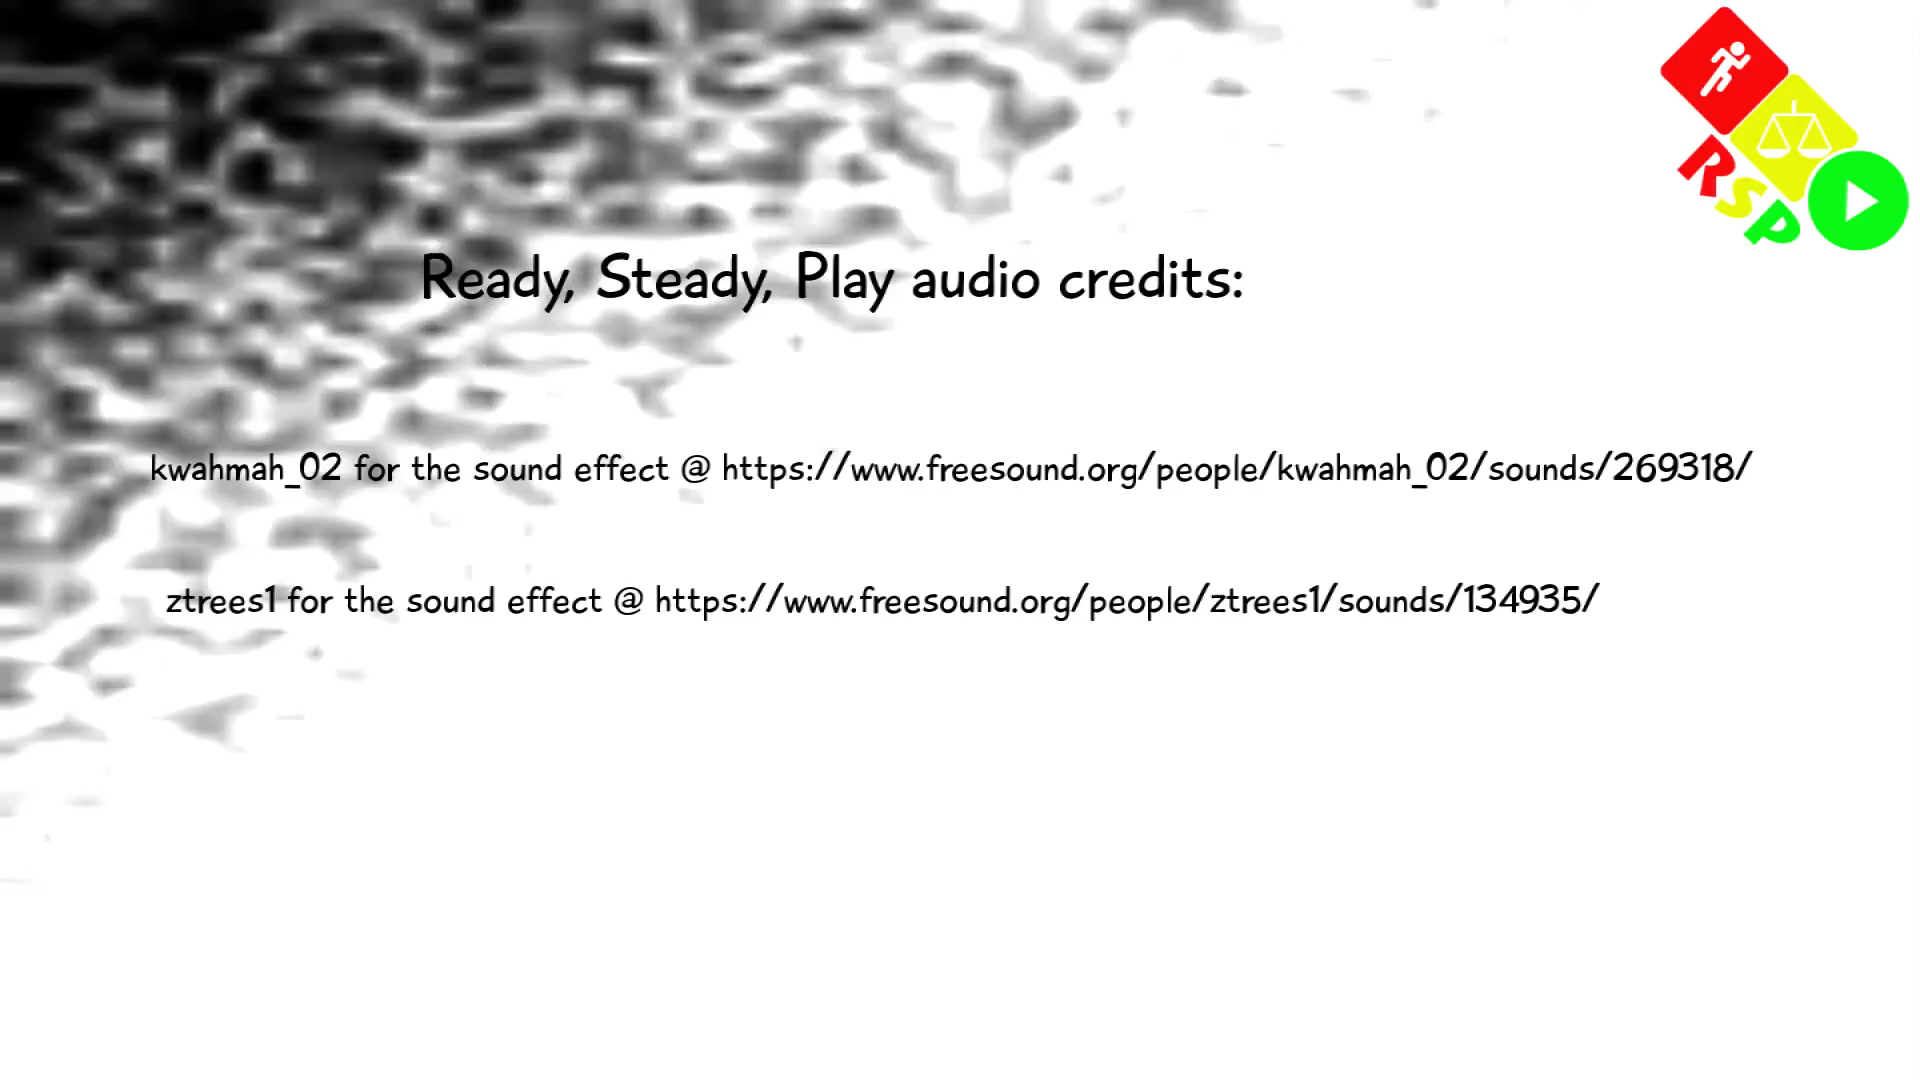 RSP
Ready, Steady, Play audio credits:
kwahmah_02 for the sound effect @ https://www.freesound.org/people/kwahmah_02/sounds/269318/
ztrees1 for the sound effect @ https://www.freesound.org/people/ztrees1/sounds/134935/